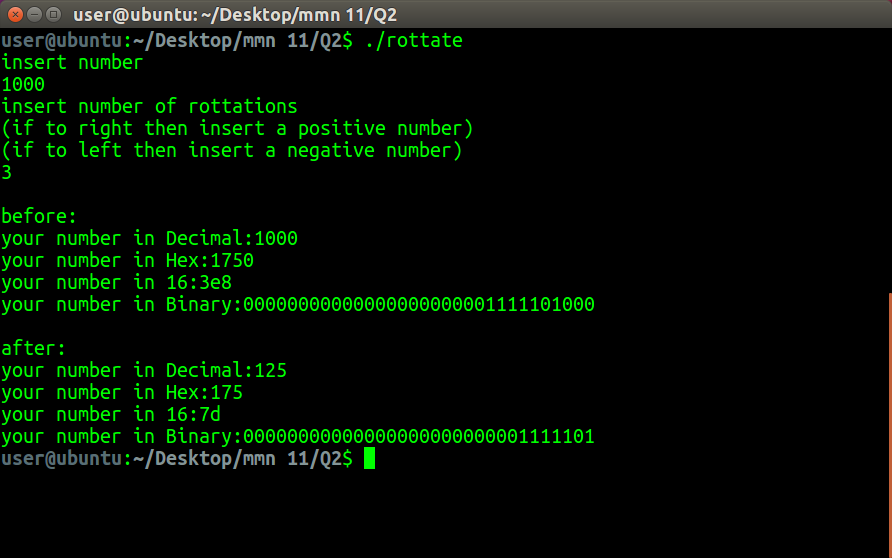 user@ubuntu: ~/Desktop/mmn 11/Q2
user@ubuntu:~/Desktop/mmn 11/Q2$ ./rottate
insert number
1000
insert number of rottations
(if to right then insert a positive number)
(if to left then insert a negative number)
3
before:
your number in Decimal:1000
your number in Hex:1750
your number in 16:3e8
your number in Binary:00000000000000000000001111101000
after:
your number in Decimal:125
your number in Hex:175
your number in 16:7d
your number in Binary:00000000000000000000000001111101
user@ubuntu:~/Desktop/mmn 11/Q2$